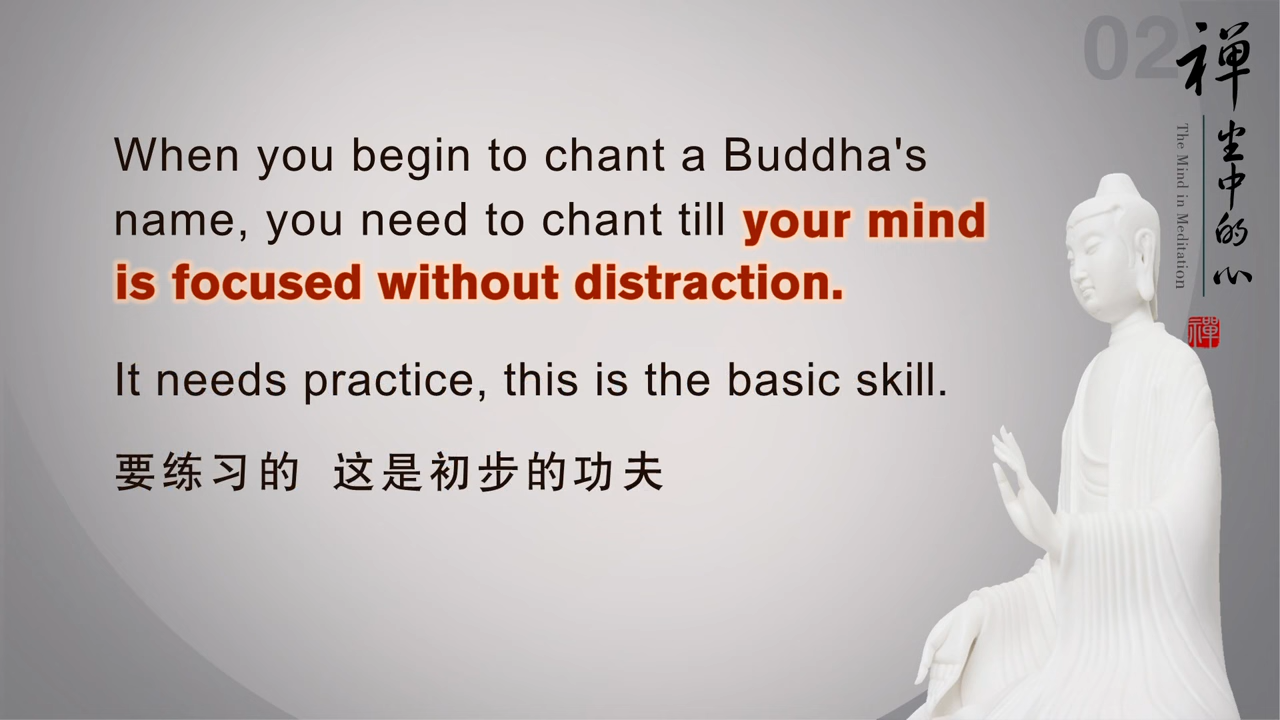 When you begin to chant a Buddha's
name, you need to chant till your mind
is focused without distraction.
It needs practice, this is the basic skill.
要练习的 这是初步的功夫
02
禅
坐中的心
The Mind in Meditation
禪